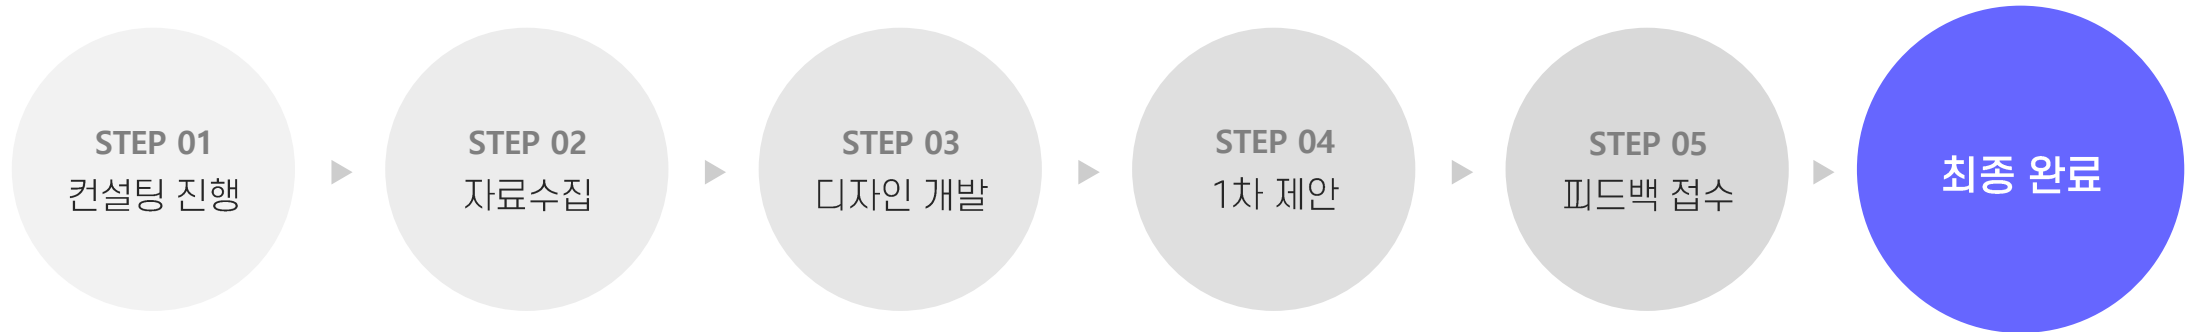 STEP 01
컨설팅 진행
STEP 02
자료수집
STEP 03
디자인 개발
STEP 04
1차 제안
STEP 05
피드백 접수
최종 완료